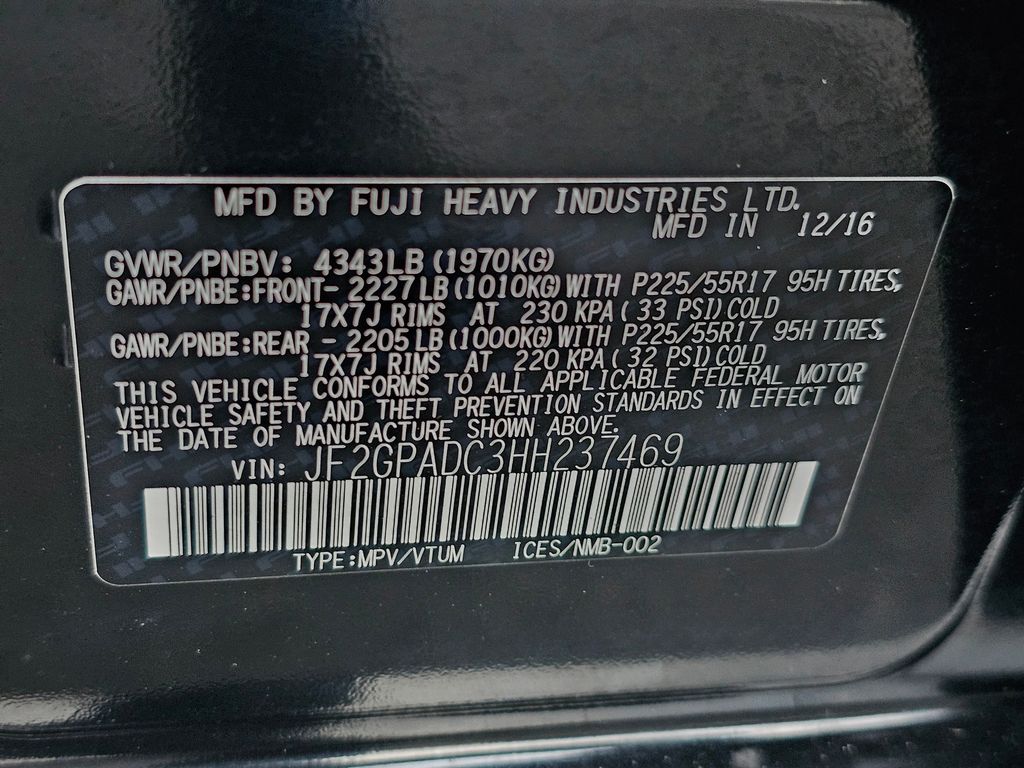 MFD BY FUJI HEAVY INDUSTRIES LTD.
MFD IN 12/16
GVWR/PNBV: 4343LB (1970KG)
GAWR/PNBE:FRONT- 2227LB (1010KG) WITH P225/55R17 95H TIRES,
17X7J RIMS AT 230 KPA (33 PSI) COLD
GAWR/PNBE:REAR - 2205LB (1000KG) WITH P225/55R17 95H TIRES,
17X7J RIMS AT 220 KPA (32 PSI) COLD
THIS VEHICLE CONFORMS TO ALL APPLICABLE FEDERAL MOTOR
VEHICLE SAFETY AND THEFT PREVENTION STANDARDS IN EFFECT ON
THE DATE OF MANUFACTURE SHOWN ABOVE.
VIN: JF2GPADC3HH237469
TYPE:MPV/VTUM ICES/NMB-002